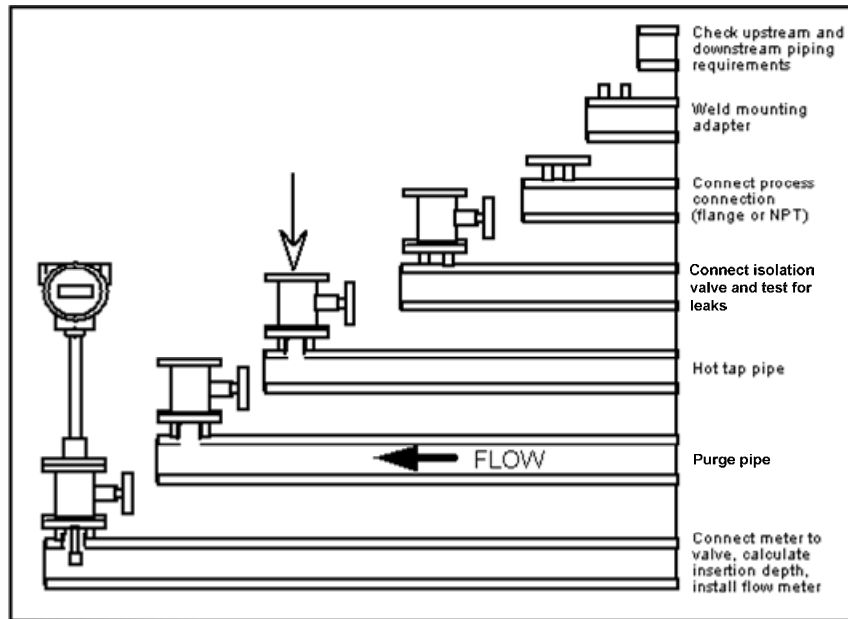 Check upstream and
downstream piping
requirements
Weld mounting
adapter
Connect process
connection
(flange or NPT)
Connect isolation
valve and test for
leaks
Hot tap pipe
FLOW
Purge pipe
Connect meter to
valve, calculate
insertion depth,
install flow meter